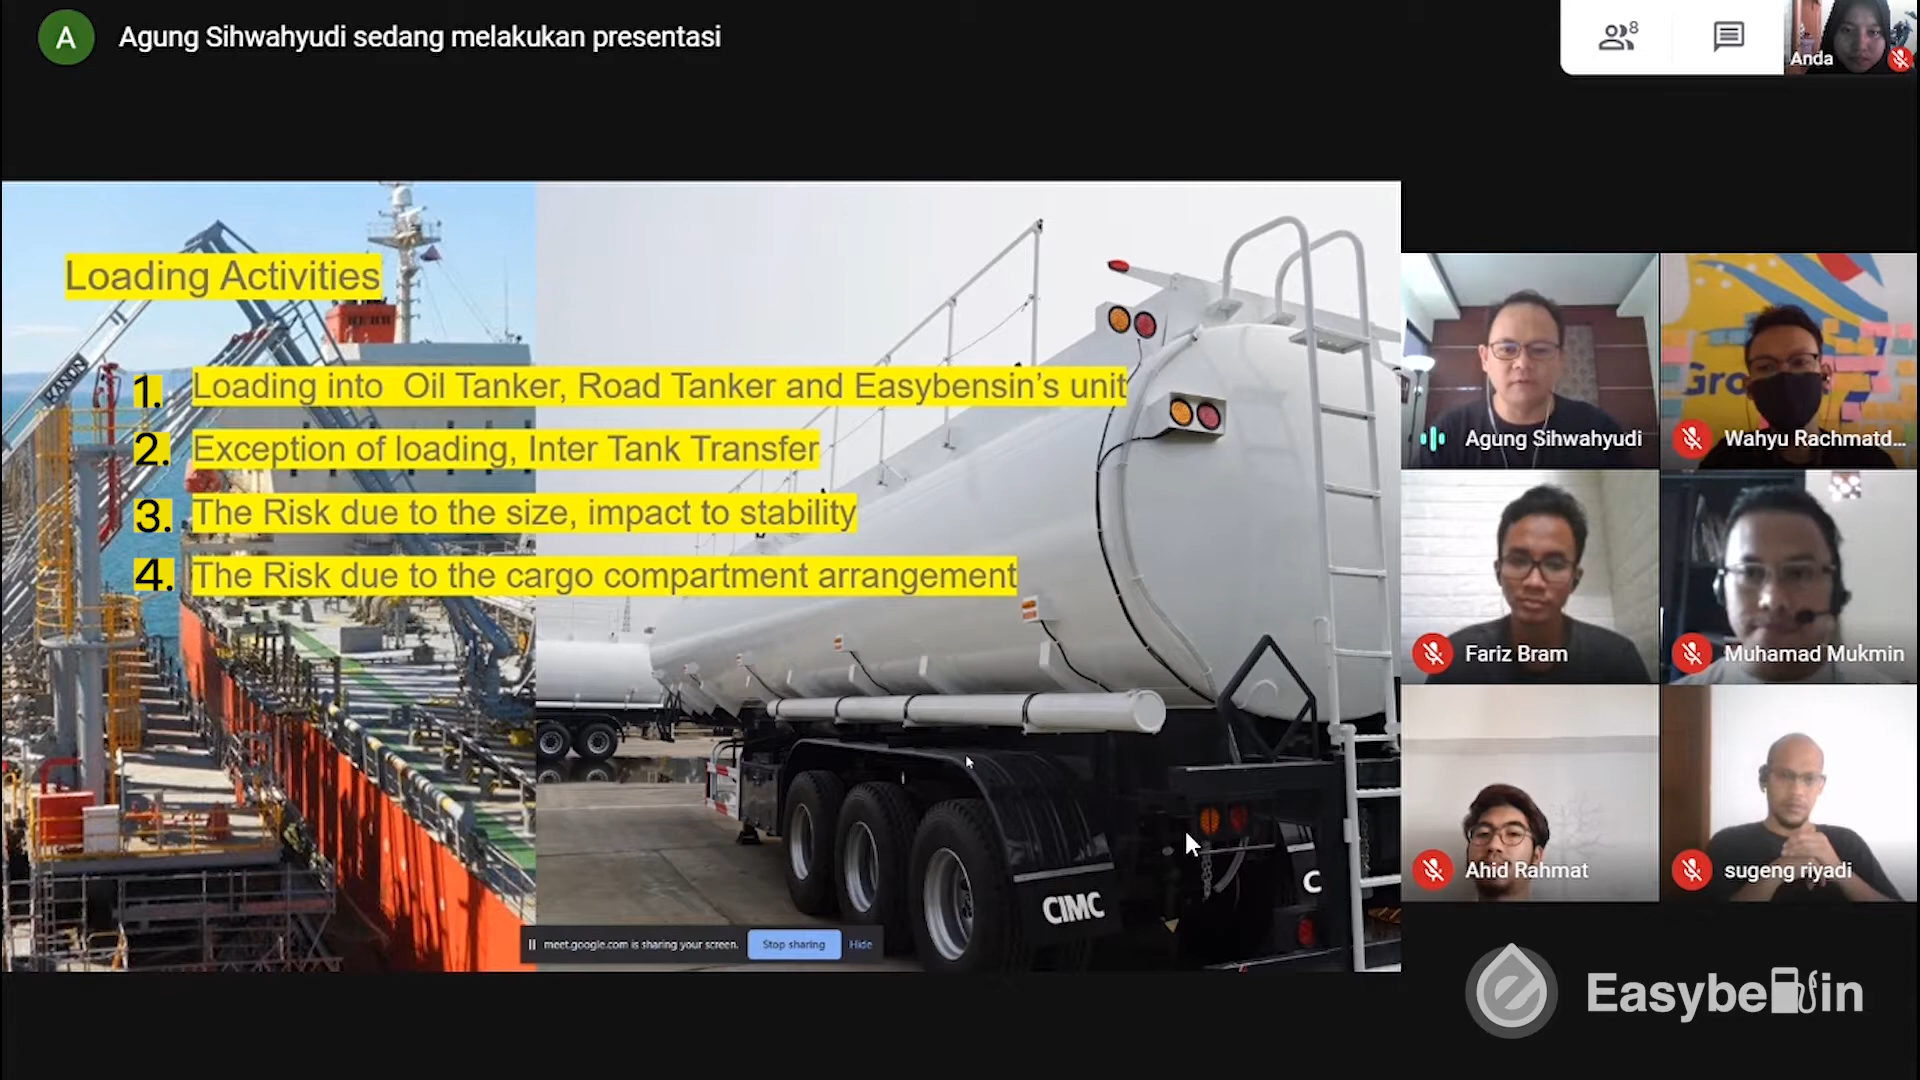 A
Agung Sihwahyudi sedang melakukan presentasi
8
Anda
Loading Activities
KANON
1. Loading into Oil Tanker, Road Tanker and Easybensin’s unit
2. Exception of loading, Inter Tank Transfer
3. The Risk due to the size, impact to stability
4. The Risk due to the cargo compartment arrangement
CIMC
C
meet.google.com is sharing your screen.
Stop sharing
Hide
Gro
Agung Sihwahyudi
Wahyu Rachmatd...
Fariz Bram
Muhamad Mukmin
Ahid Rahmat
sugeng riyadi
Easybensin